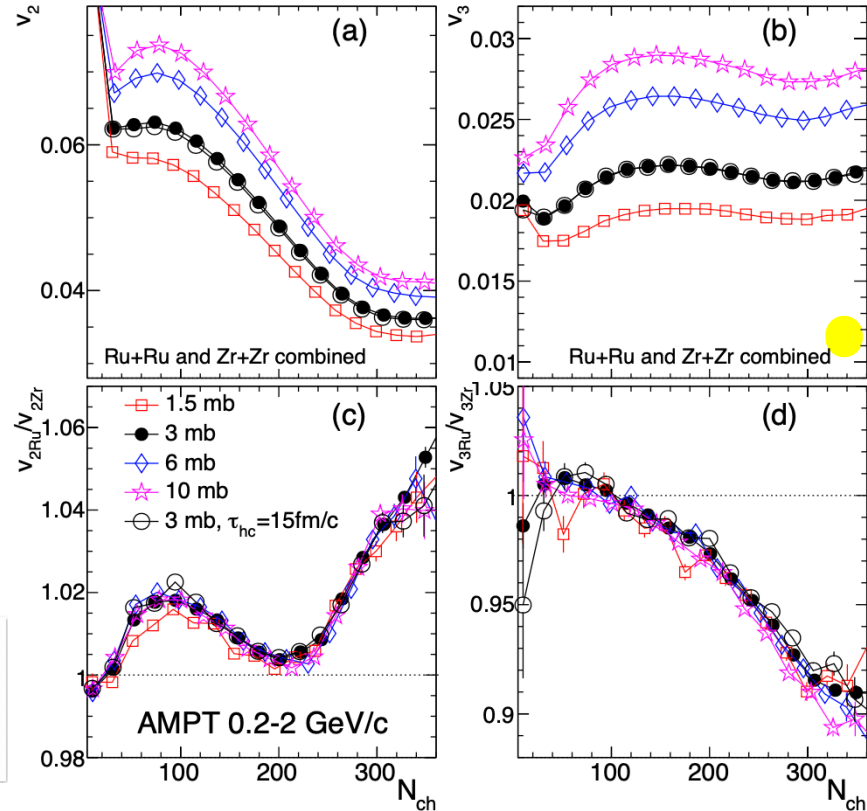 v2
0.06
0.04
(a)
Ru+Ru and Zr+Zr combined
v3
0.03
0.025
0.02
0.015
0.01
(b)
Ru+Ru and Zr+Zr combined
v2Ru/v2Zr
1.06
1.04
1.02
1
0.98
(c)
1.5 mb
3 mb
6 mb
10 mb
3 mb, τhc=15fm/c
AMPT 0.2-2 GeV/c
100 200 300
Nch
v3Ru/v3Zr
1.05
1
0.95
0.9
(d)
100 200 300
Nch